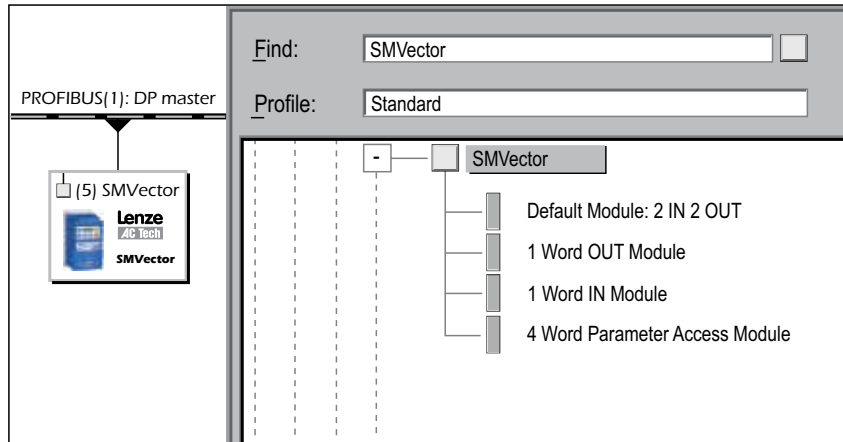 PROFIBUS(1): DP master
(5) SMVector
Lenze
AC Tech
SMVector
Find:
SMVector
Profile:
Standard
-
SMVector
Default Module: 2 IN 2 OUT
1 Word OUT Module
1 Word IN Module
4 Word Parameter Access Module